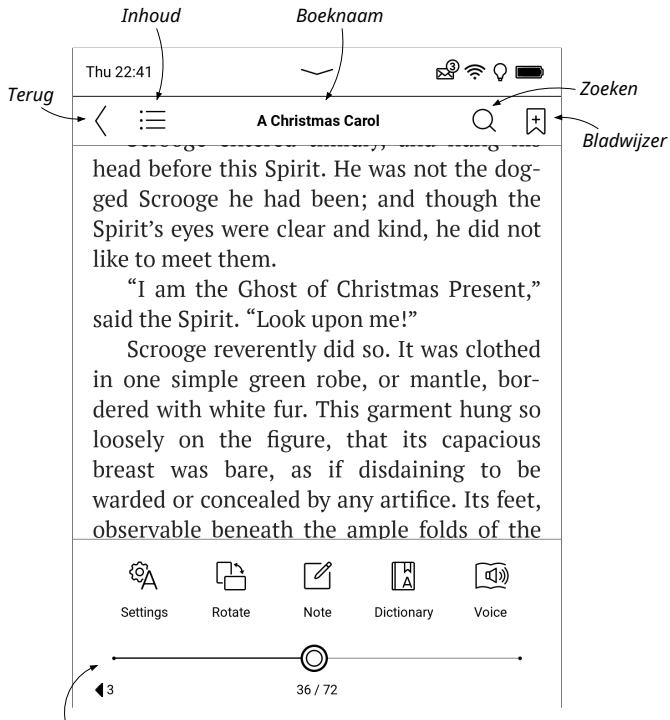 Inhoud
Boeknaam
Thu 22:41
3
Terug
Zoeken
A Christmas Carol
Bladwijzer
head before this Spirit. He was not the dog-
ged Scrooge he had been; and though the
Spirit’s eyes were clear and kind, he did not
like to meet them.
“I am the Ghost of Christmas Present,”
said the Spirit. “Look upon me!”
Scrooge reverently did so. It was clothed
in one simple green robe, or mantle, bor-
dered with white fur. This garment hung so
loosely on the figure, that its capacious
breast was bare, as if disdaining to be
warded or concealed by any artifice. Its feet,
observable beneath the ample folds of the
Settings
Rotate
Note
Dictionary
Voice
3
36 / 72